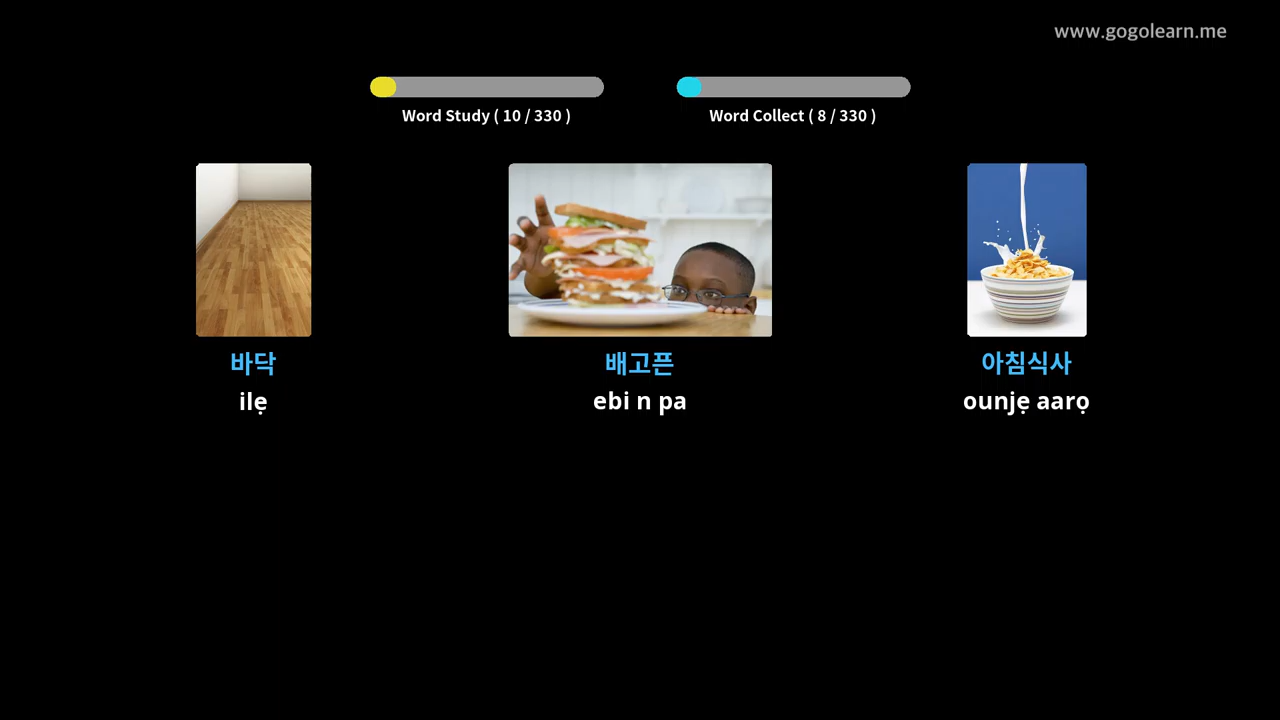 www.gogolearn.me
Word Study ( 10 / 330 )
Word Collect ( 8 / 330 )
바닥
ilẹ
배고픈
ebi n pa
아침식사
ounjẹ aarọ